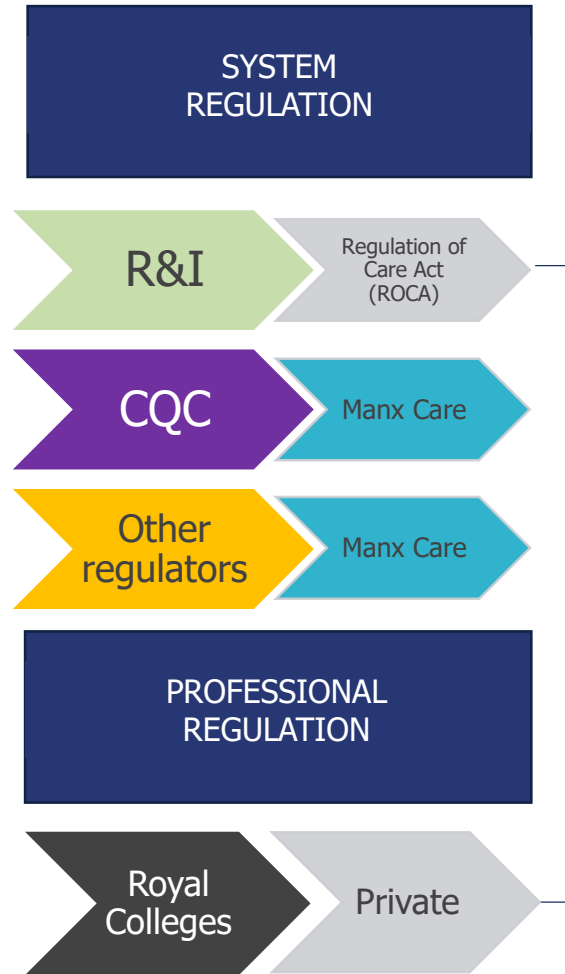 SYSTEM
REGULATION
R&I
Regulation of
Care Act
(ROCA)
CQC
Manx Care
Other
regulators
Manx Care
PROFESSIONAL
REGULATION
Royal
Colleges
Private